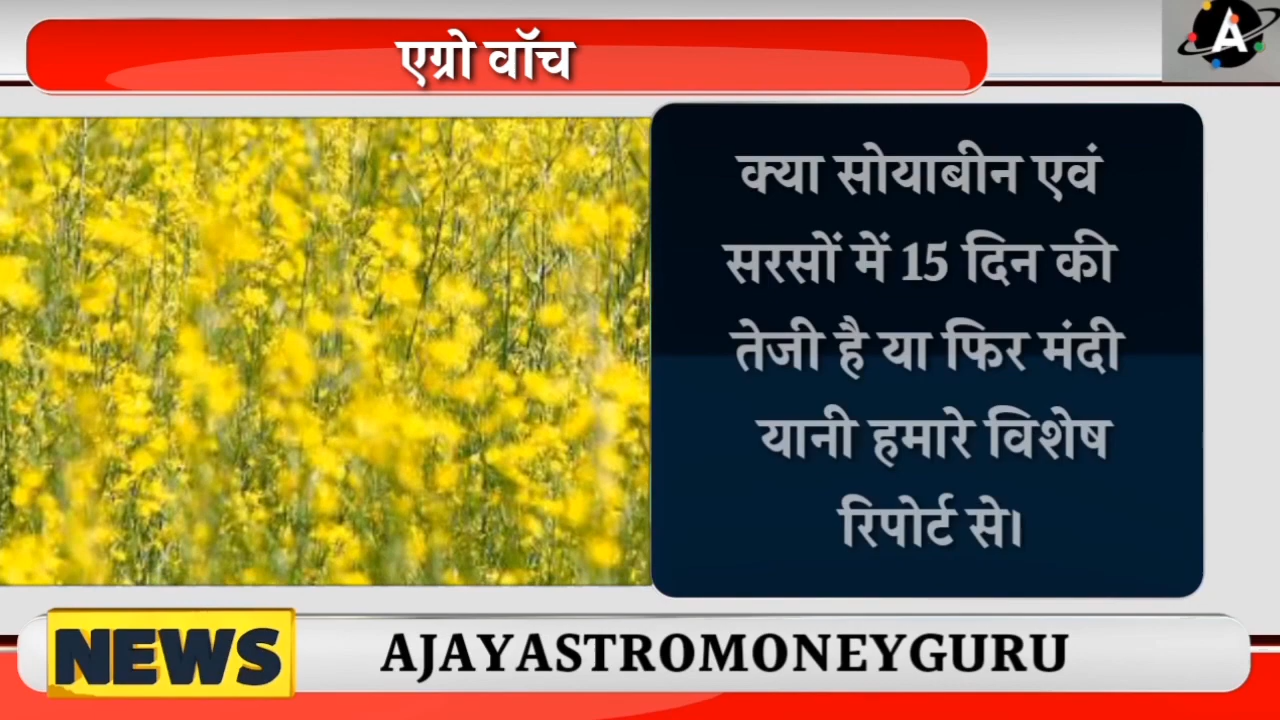 एग्रो वॉच
A
क्या सोयाबीन एवं
सरसों में 15 दिन की
तेजी है या फिर मंदी
यानी हमारे विशेष
रिपोर्ट से।
NEWS
AJAYASTROMONEYGURU